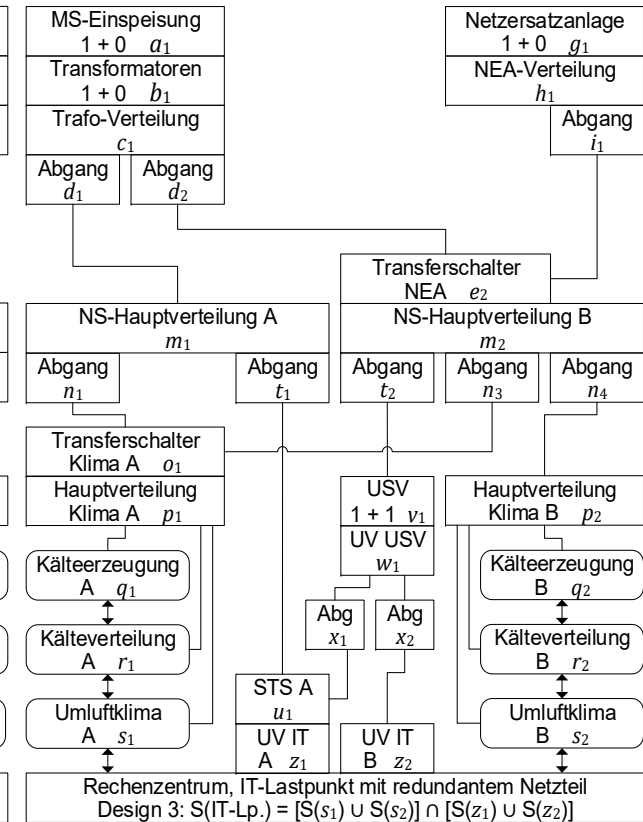 MS-Einspeisung
1 + 0 a₁
Transformatoren
1 + 0 b₁
Trafo-Verteilung
c₁
Abgang
d₁
Abgang
d₂
Netzersatzanlage
1 + 0 g₁
NEA-Verteilung
h₁
Abgang
i₁
Transferschalter
NEA e₂
NS-Hauptverteilung A
m₁
NS-Hauptverteilung B
m₂
Abgang
n₁
Abgang
t₁
Abgang
t₂
Abgang
n₃
Abgang
n₄
Transferschalter
Klima A o₁
Hauptverteilung
Klima A p₁
USV
1 + 1 v₁
UV USV
w₁
Hauptverteilung
Klima B p₂
Kälteerzeugung
A q₁
Kälteerzeugung
B q₂
Abg
x₁
Abg
x₂
Kälteverteilung
A r₁
Kälteverteilung
B r₂
STS A
u₁
Umluftklima
A s₁
UV IT
A z₁
UV IT
B z₂
Umluftklima
B s₂
Rechenzentrum, IT-Lastpunkt mit redundantem Netzteil
Design 3: S(IT-Lp.) = [S(s₁) ∪ S(s₂)] ∩ [S(z₁) ∪ S(z₂)]